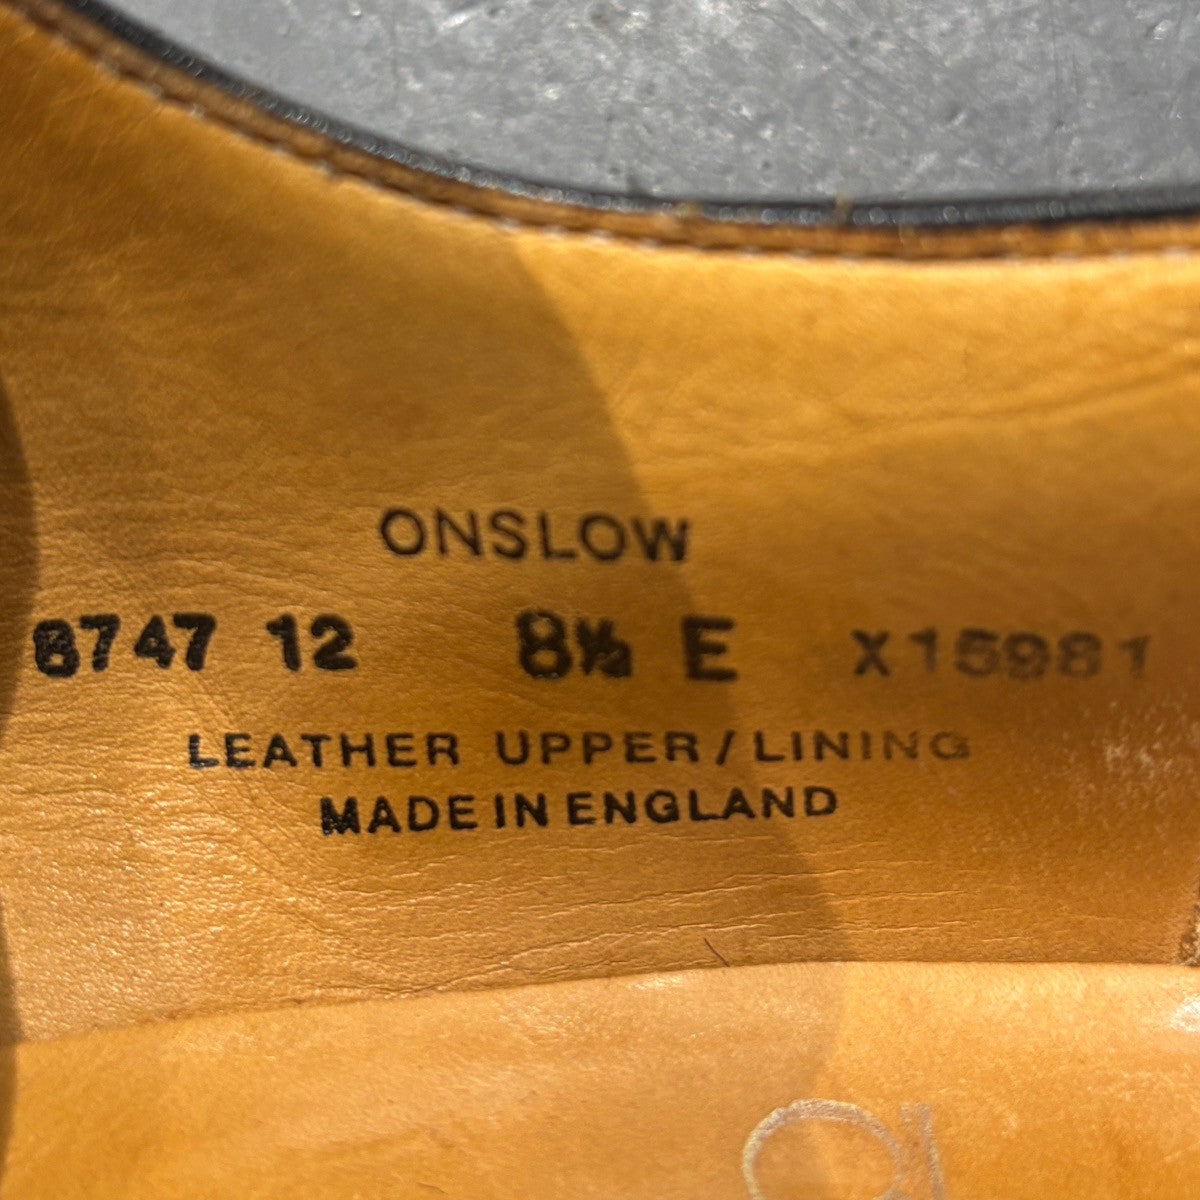 ONSLOW
8747 12 8½ E X15981
LEATHER UPPER/LINING
MADE IN ENGLAND